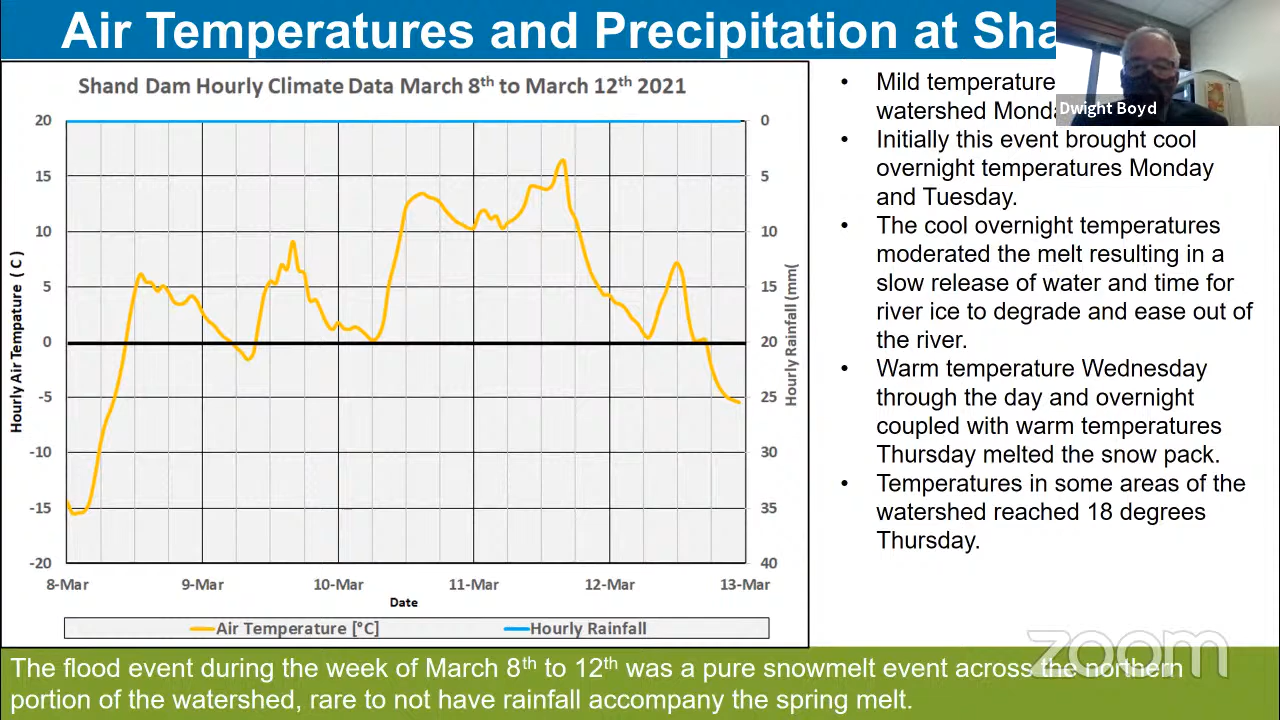 Air Temperatures and Precipitation at Sha
Dwight Boyd
Shand Dam Hourly Climate Data March 8th to March 12th 2021
20
15
10
5
0
-5
-10
-15
-20
Hourly Air Tempature ( C )
0
5
10
15
20
25
30
35
40
Hourly Rainfall (mm(
8-Mar 9-Mar 10-Mar 11-Mar 12-Mar 13-Mar
Date
Air Temperature [°C] Hourly Rainfall
• Mild temperature
watershed Monda
• Initially this event brought cool
overnight temperatures Monday
and Tuesday.
• The cool overnight temperatures
moderated the melt resulting in a
slow release of water and time for
river ice to degrade and ease out of
the river.
• Warm temperature Wednesday
through the day and overnight
coupled with warm temperatures
Thursday melted the snow pack.
• Temperatures in some areas of the
watershed reached 18 degrees
Thursday.
zoom
The flood event during the week of March 8th to 12th was a pure snowmelt event across the northern
portion of the watershed, rare to not have rainfall accompany the spring melt.